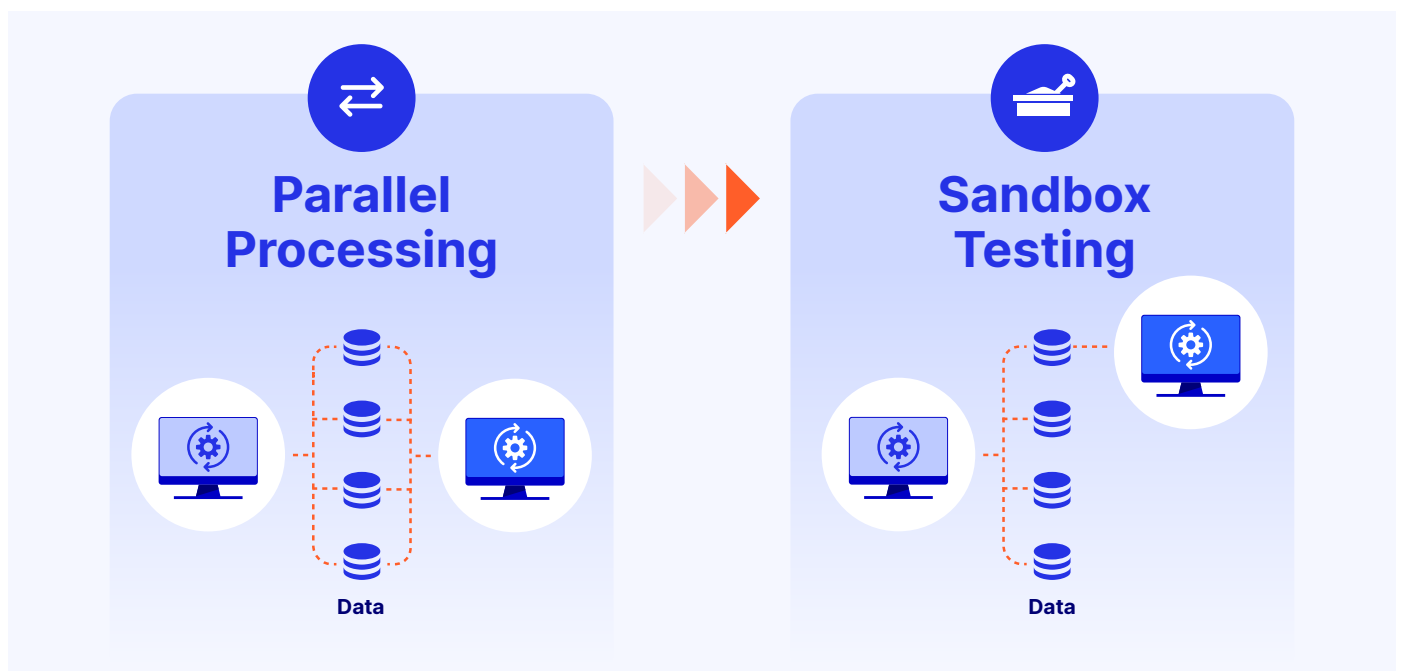 Parallel
Processing
Data
Sandbox
Testing
Data